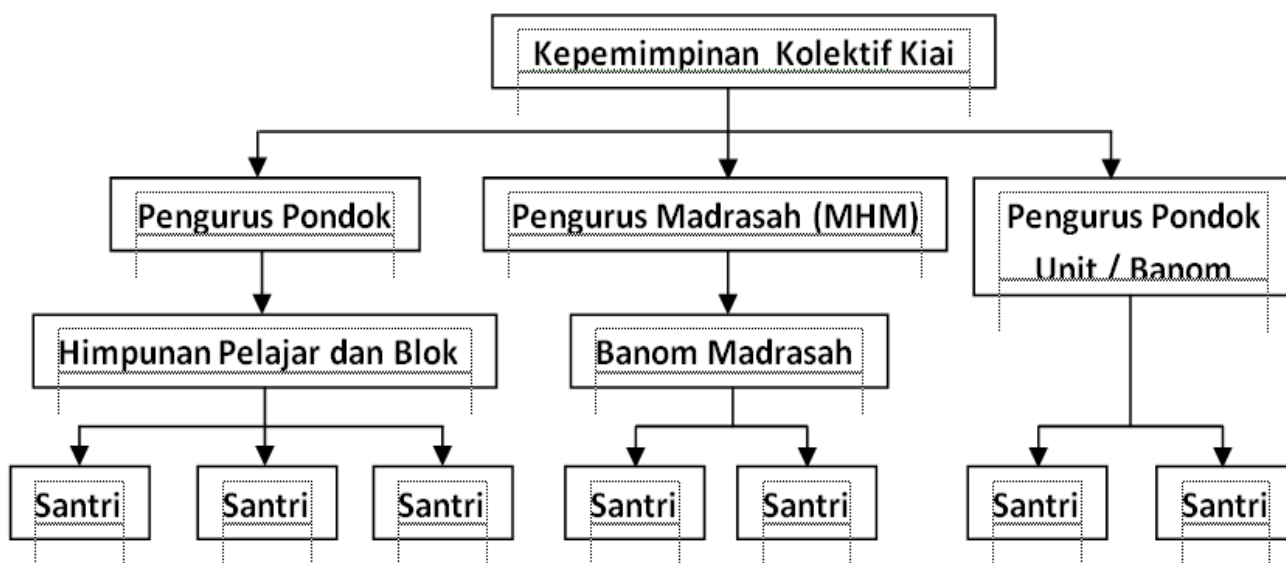 Kepemimpinan Kolektif Kiai
Pengurus Pondok
Pengurus Madrasah (MHM)
Pengurus Pondok
Unit / Banom
Himpunan Pelajar dan Blok
Banom Madrasah
Santri
Santri
Santri
Santri
Santri
Santri
Santri